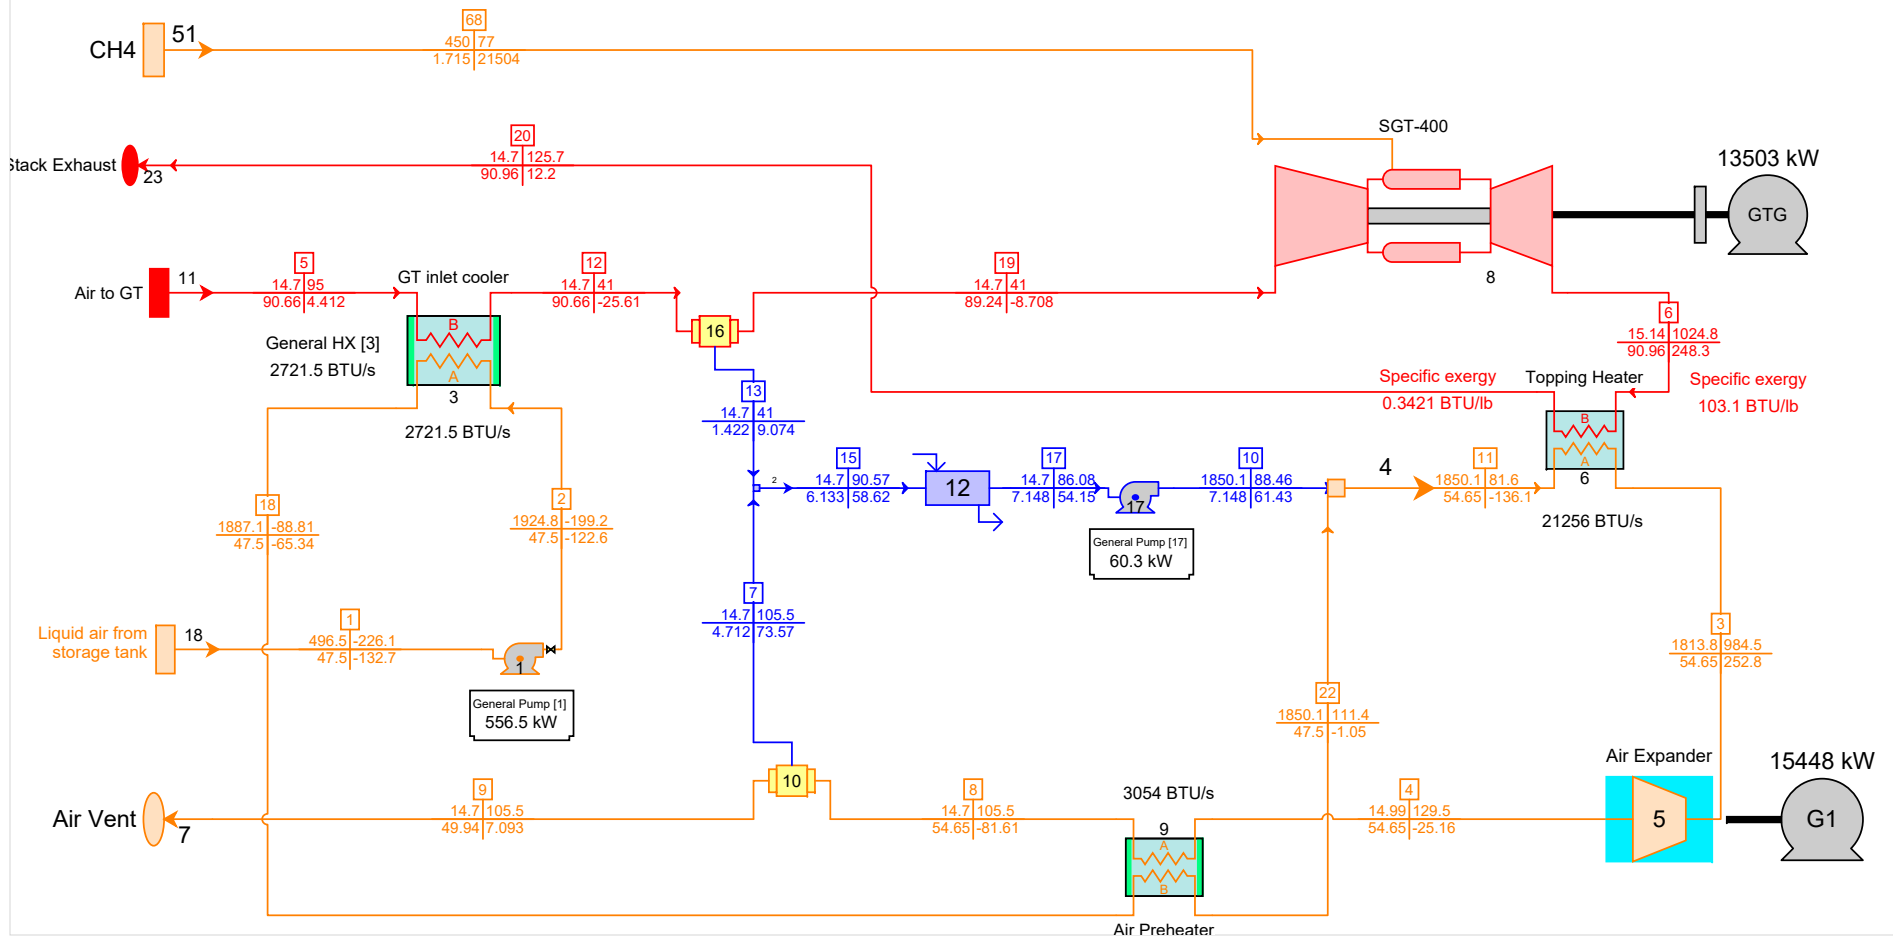 CH4
51
68
450 77
1.715 21504
SGT-400
13503 kW
GTG
8
Stack Exhaust
23
20
14.7 125.7
90.96 12.2
Air to GT
11
5
14.7 95
90.66 4.412
GT inlet cooler
12
14.7 41
90.66 -25.61
19
14.7 41
89.24 -8.708
16
General HX [3]
2721.5 BTU/s
B
A
3
2721.5 BTU/s
6
15.14 1024.8
90.96 248.3
Specific exergy
0.3421 BTU/lb
Topping Heater
Specific exergy
103.1 BTU/lb
B
A
6
21256 BTU/s
13
14.7 41
1.422 9.074
2
15
14.7 90.57
6.133 58.62
12
17
14.7 86.08
7.148 54.15
17
General Pump [17]
60.3 kW
10
1850.1 88.46
7.148 61.43
4
11
1850.1 81.6
54.65 -136.1
18
1887.1 -88.81
47.5 -65.34
2
1924.8 -199.2
47.5 -122.6
Liquid air from
storage tank
18
1
496.5 -226.1
47.5 -132.7
1
General Pump [1]
556.5 kW
7
14.7 105.5
4.712 73.57
22
1850.1 111.4
47.5 -1.05
3
1813.8 984.5
54.65 252.8
Air Vent
7
9
14.7 105.5
49.94 7.093
10
8
14.7 105.5
54.65 -81.61
3054 BTU/s
9
A
B
Air Preheater
4
14.99 129.5
54.65 -25.16
Air Expander
5
15448 kW
G1